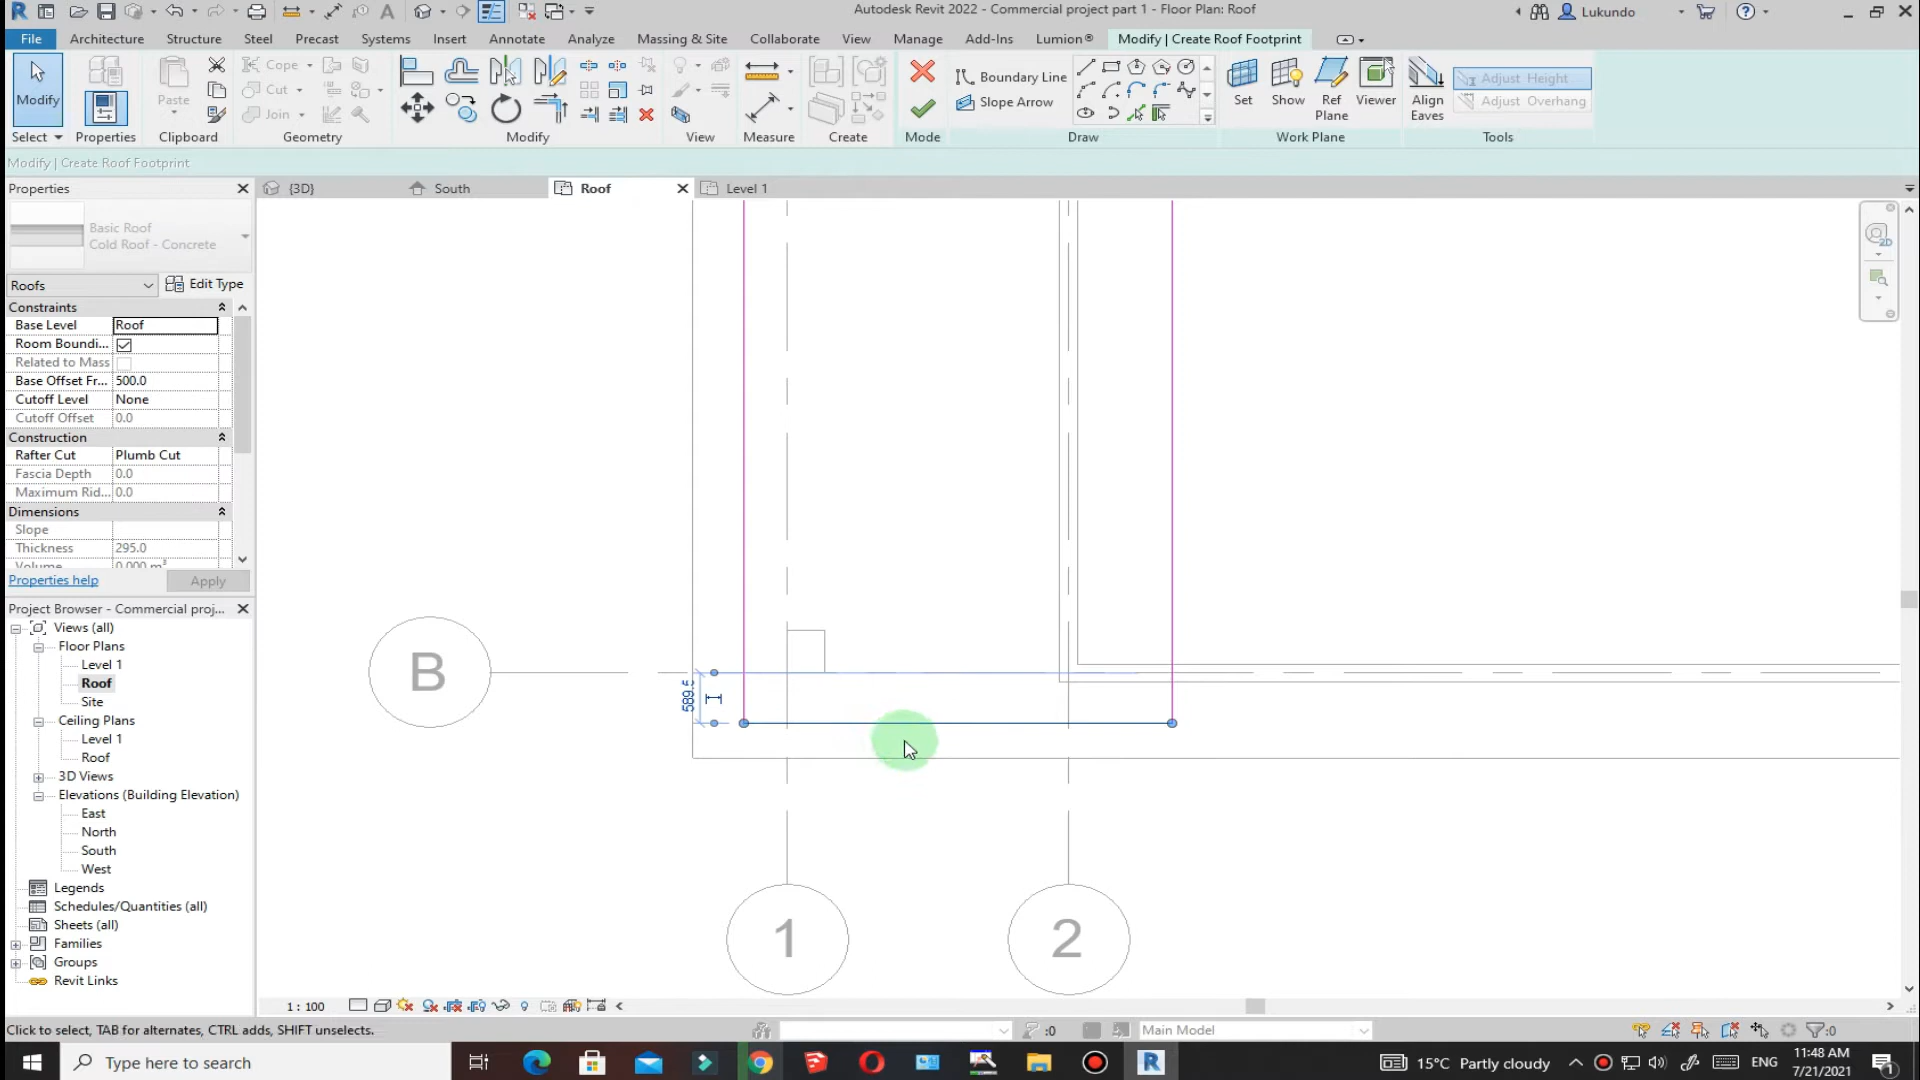 Autodesk Revit 2022 - Commercial project part 1 - Floor Plan: Roof
Lukundo
File Architecture Structure Steel Precast Systems Insert Annotate Analyze Massing & Site Collaborate View Manage Add-Ins Lumion® Modify | Create Roof Footprint
Modify
Paste
Cope
Cut
Join
Boundary Line
Slope Arrow
Set
Show
Ref Plane
Viewer
Align Eaves
Adjust Height
Adjust Overhang
Select Properties Clipboard Geometry Modify View Measure Create Mode Draw Work Plane Tools
Modify | Create Roof Footprint
Properties
{3D} South Roof Level 1
Basic Roof
Cold Roof - Concrete
Roofs Edit Type
Constraints
Base Level Roof
Room Boundi...
Related to Mass
Base Offset Fr... 500.0
Cutoff Level None
Cutoff Offset 0.0
Construction
Rafter Cut Plumb Cut
Fascia Depth 0.0
Maximum Rid... 0.0
Dimensions
Slope
Thickness 295.0
Volume 0.000 m³
Properties help Apply
Project Browser - Commercial proj...
Views (all)
Floor Plans
Level 1
Roof
Site
Ceiling Plans
Level 1
Roof
3D Views
Elevations (Building Elevation)
East
North
South
West
Legends
Schedules/Quantities (all)
Sheets (all)
Families
Groups
Revit Links
B
589.5
1 2
2D
1 : 100
Click to select, TAB for alternates, CTRL adds, SHIFT unselects.
:0
Main Model
:0
Type here to search
15°C Partly cloudy
ENG
11:48 AM
7/21/2021
1